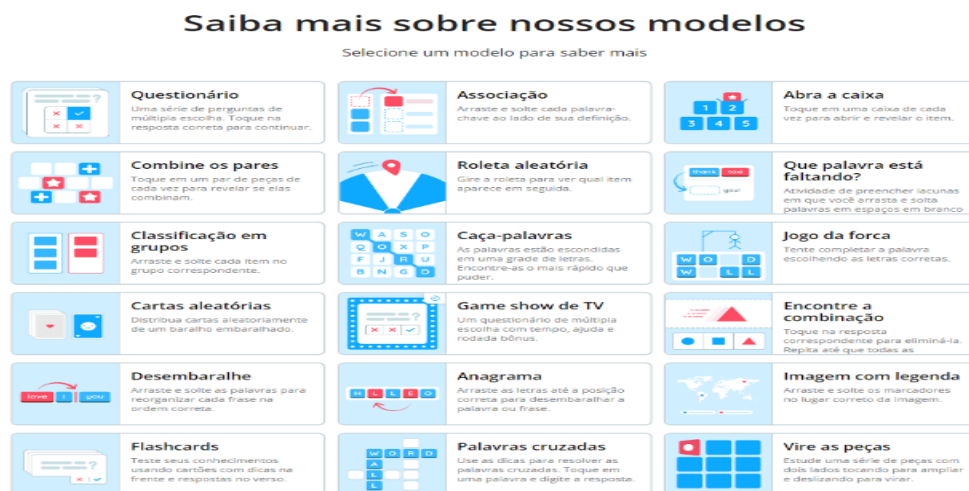 Saiba mais sobre nossos modelos
Selecione um modelo para saber mais
Questionário
Uma série de perguntas de
múltipla escolha. Toque na
resposta correta para continuar.
Associação
Arraste e solte cada palavra-
chave ao lado de sua definição.
1 2
3 4 5
Abra a caixa
Toque em uma caixa de cada
vez para abrir e revelar o item.
Combine os pares
Toque em um par de peças de
cada vez para revelar se elas
combinam.
Roleta aleatória
Gire a roleta para ver qual item
aparece em seguida.
thank you
Que palavra está
faltando?
Atividade de preencher lacunas
em que você arrasta e solta
palavras em espaços em branco
Classificação em
grupos
Arraste e solte cada item no
grupo correspondente.
W A S O
Q O X P
F J R U
B N G D
Caça-palavras
As palavras estão escondidas
em uma grade de letras.
Encontre-as o mais rápido que
puder.
W O D
W L L
Jogo da forca
Tente completar a palavra
escolhendo as letras corretas.
Cartas aleatórias
Distribua cartas aleatoriamente
de um baralho embaralhado.
Game show de TV
Um questionário de múltipla
escolha com tempo, ajuda e
rodada bônus.
Encontre a
combinação
Toque na resposta
correspondente para eliminá-la.
Repita até que todas as
love I you
Desembaralhe
Arraste e solte as palavras para
reorganizar cada frase na
ordem correta.
H L L E O
Anagrama
Arraste as letras até a posição
correta para desembaralhar a
palavra ou frase.
Imagem com legenda
Arraste e solte os marcadores
no lugar correto da imagem.
Flashcards
Teste seus conhecimentos
usando cartões com dicas na
frente e respostas no verso.
W O R D
A
L
L
Palavras cruzadas
Use as dicas para resolver as
palavras cruzadas. Toque em
uma palavra e digite a resposta.
Vire as peças
Estude uma série de peças com
dois lados tocando para ampliar
e deslizando para virar.